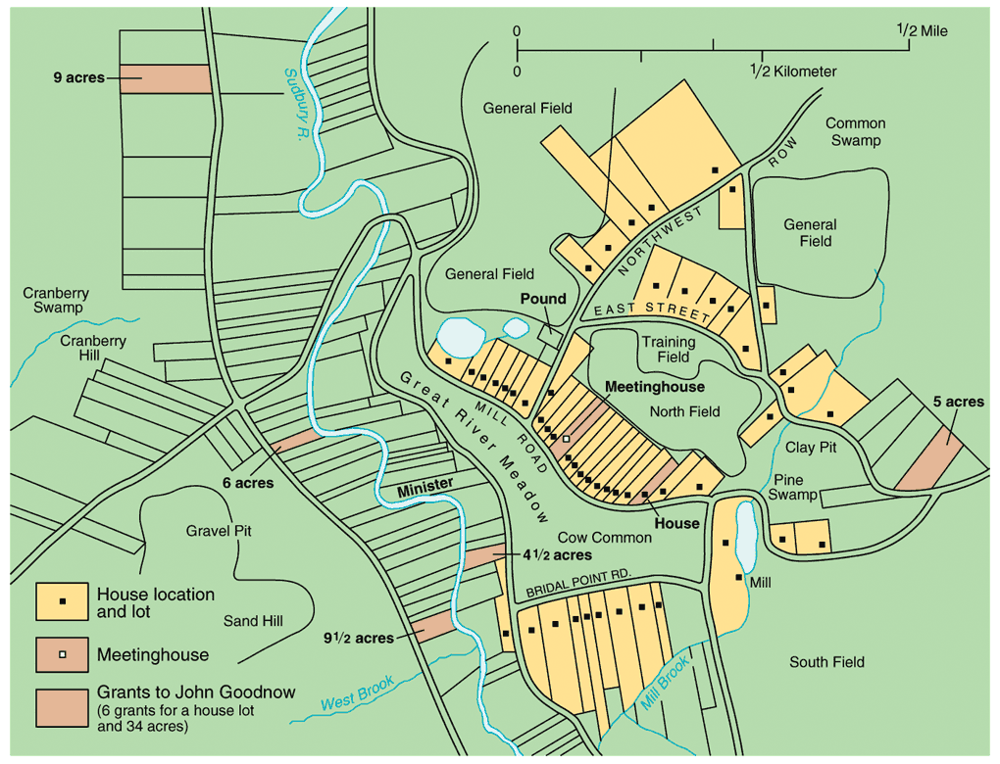 0
1/2 Mile
0
1/2 Kilometer
9 acres
Sudbury R.
General Field
Common
Swamp
NORTHWEST ROW
General
Field
General Field
Cranberry
Swamp
Pound
EAST STREET
Cranberry
Hill
Training
Field
Meetinghouse
Great River Meadow
MILL ROAD
North Field
5 acres
Clay Pit
6 acres
Minister
Pine
Swamp
House
Gravel Pit
Cow Common
4 1/2 acres
BRIDAL POINT RD.
Mill
House location
and lot
Sand Hill
9 1/2 acres
Meetinghouse
South Field
West Brook
Mill Brook
Grants to John Goodnow
(6 grants for a house lot
and 34 acres)